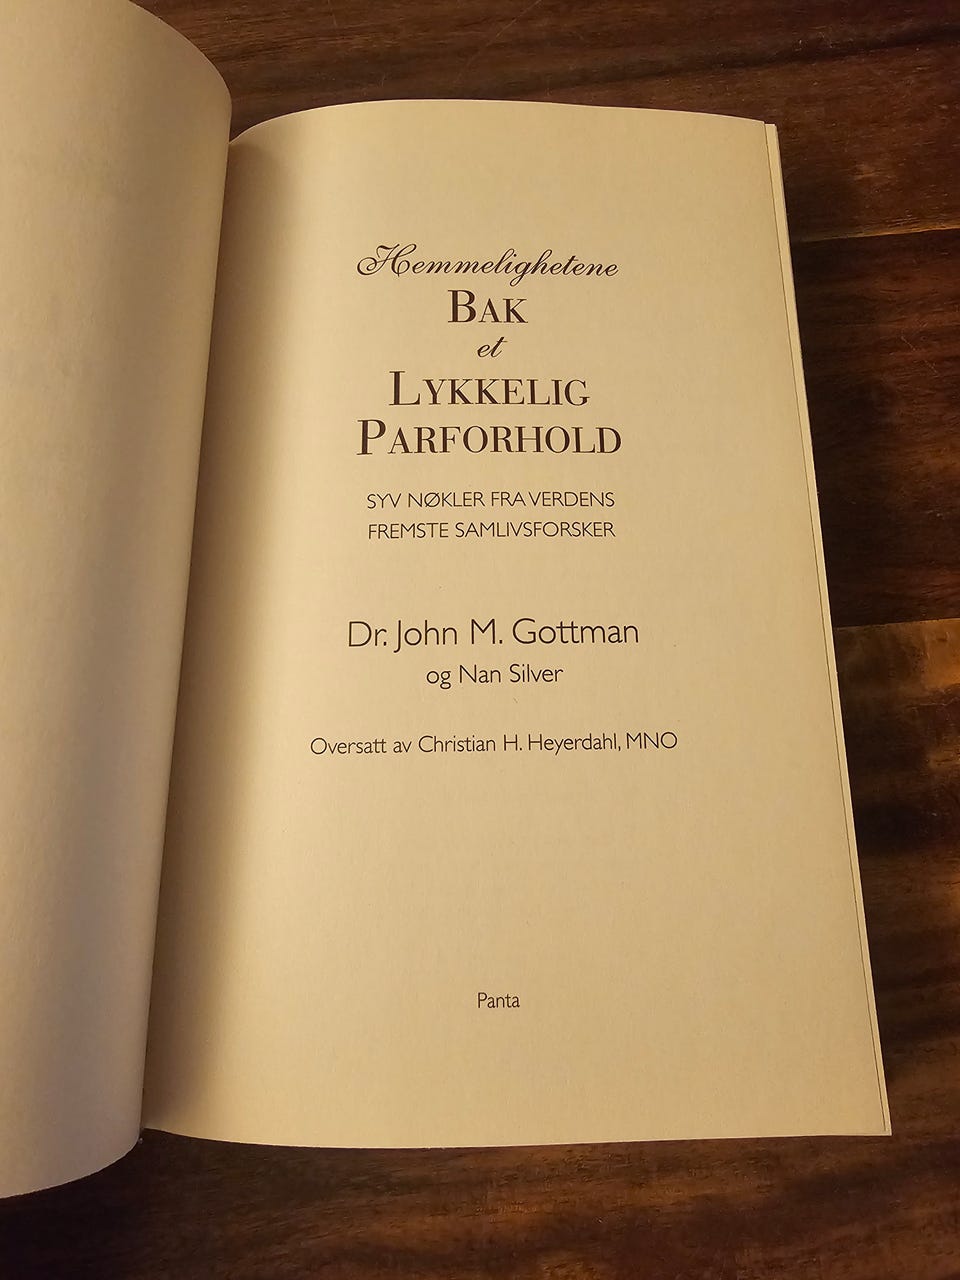 Hemmelighetene
BAK
et
LYKKELIG
PARFORHOLD
SYV NØKLER FRA VERDENS
FREMSTE SAMLIVSFORSKER
Dr. John M. Gottman
og Nan Silver
Oversatt av Christian H. Heyerdahl, MNO
Panta